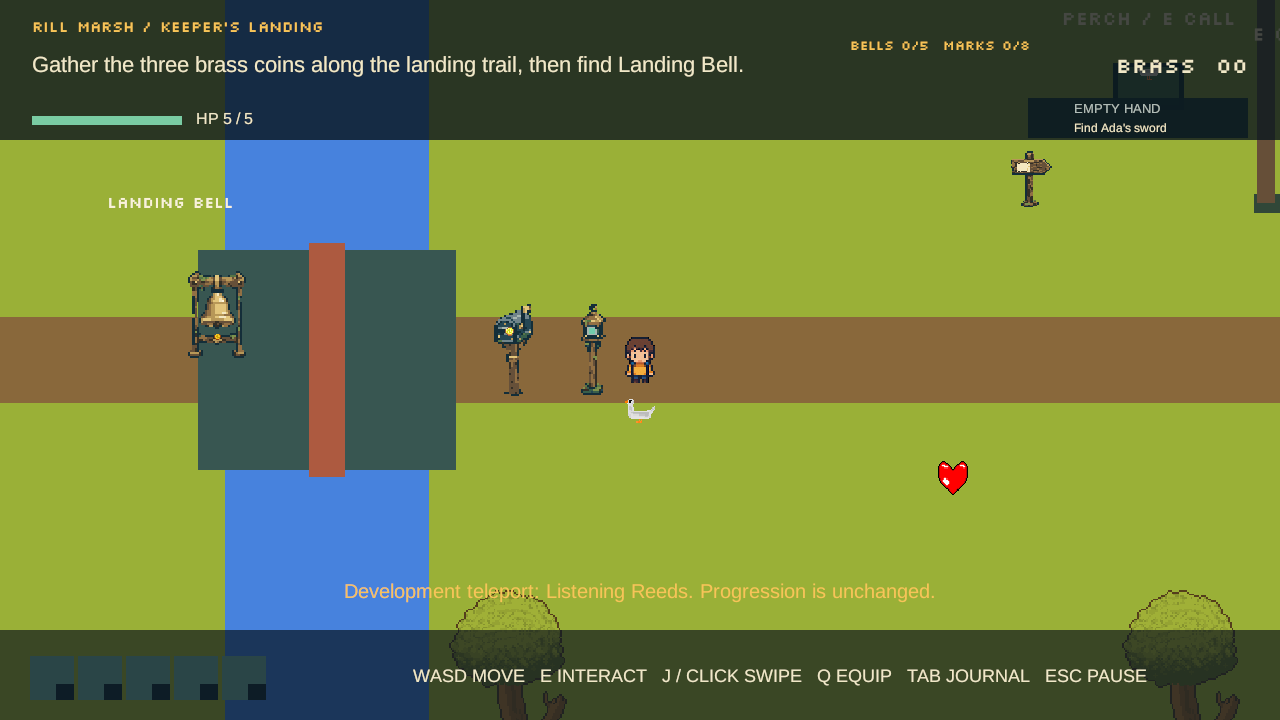 RILL MARSH / KEEPER'S LANDING
PERCH / E CALL
E
BELLS 0/5 MARKS 0/8
Gather the three brass coins along the landing trail, then find Landing Bell.
BRASS 00
EMPTY HAND
HP 5 / 5
Find Ada's sword
LANDING BELL
Development teleport: Listening Reeds. Progression is unchanged.
WASD MOVE E INTERACT J / CLICK SWIPE Q EQUIP TAB JOURNAL ESC PAUSE